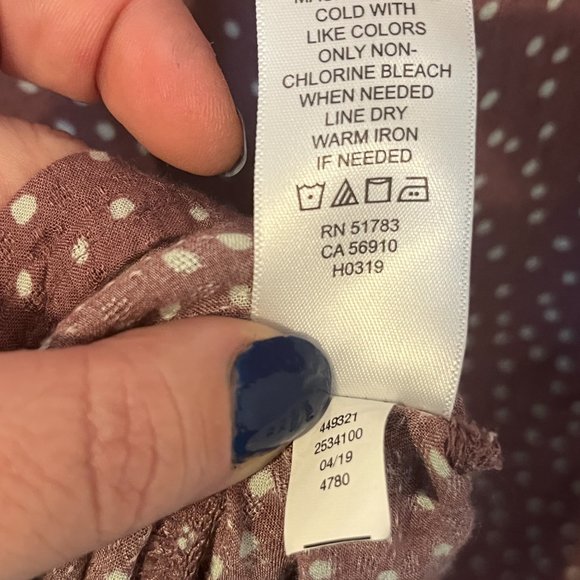 COLD WITH
LIKE COLORS
ONLY NON-
CHLORINE BLEACH
WHEN NEEDED
LINE DRY
WARM IRON
IF NEEDED
RN 51783
CA 56910
H0319
449321
2534100
04/19
4780